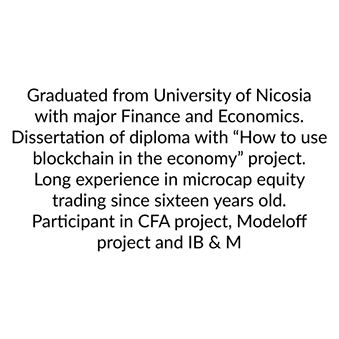 Graduated from University of Nicosia
with major Finance and Economics.
Dissertation of diploma with “How to use
blockchain in the economy” project.
Long experience in microcap equity
trading since sixteen years old.
Participant in CFA project, Modeloff
project and IB & M